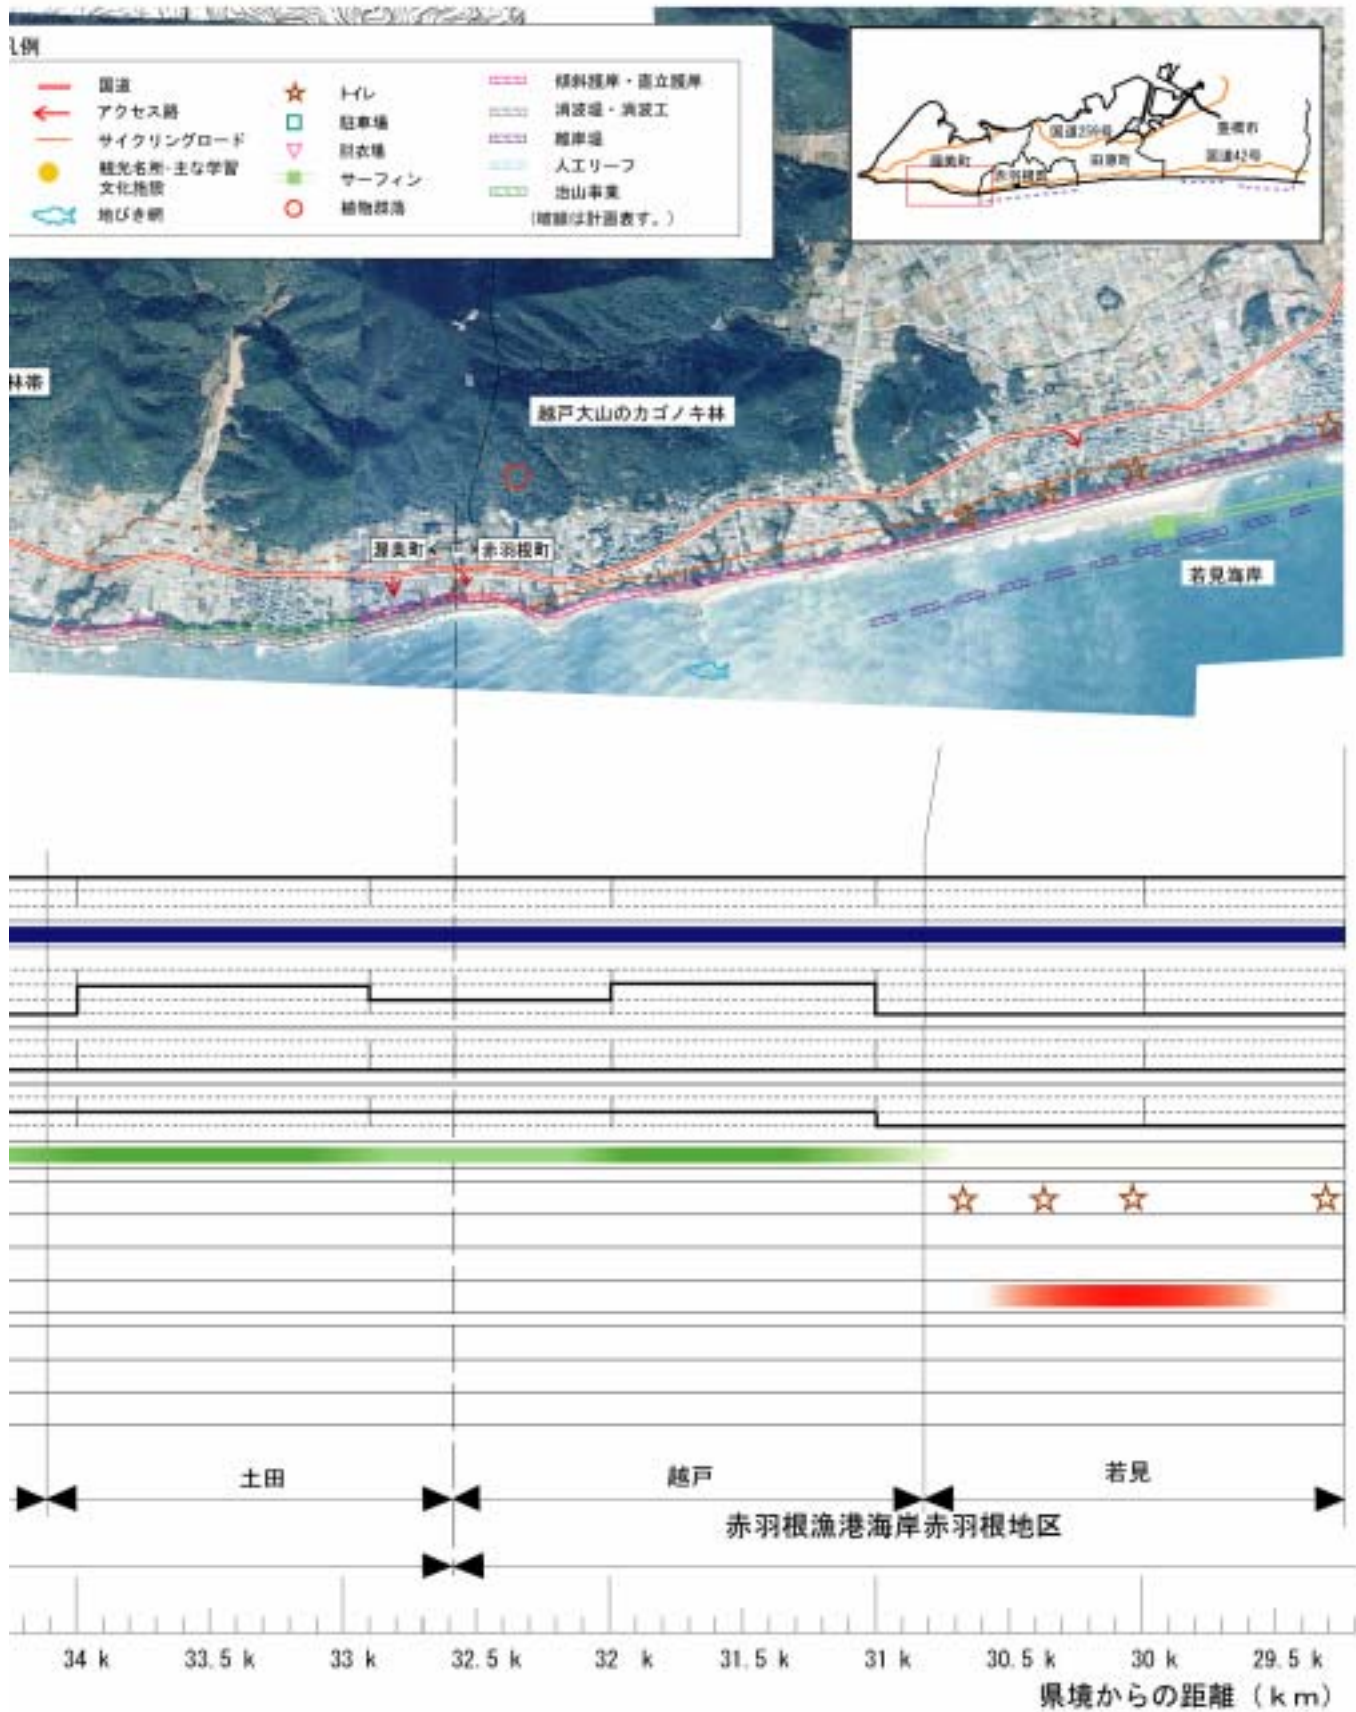 凡例
国道
アクセス路
サイクリングロード
観光名所・主な学習
文化施設
地びき網
トイレ
駐車場
脱衣場
サーフィン
植物群落
傾斜護岸・直立護岸
消波堤・消波工
離岸堤
人工リーフ
治山事業
(暗線は計画表す。)
国道259号
豊橋市
渥美町
田原町
国道42号
赤羽根町
林帯
越戸大山のカゴノキ林
渥美町
赤羽根町
若見海岸
土田
越戸
若見
赤羽根漁港海岸赤羽根地区
34 k
33.5 k
33 k
32.5 k
32 k
31.5 k
31 k
30.5 k
30 k
29.5 k
県境からの距離 (km)